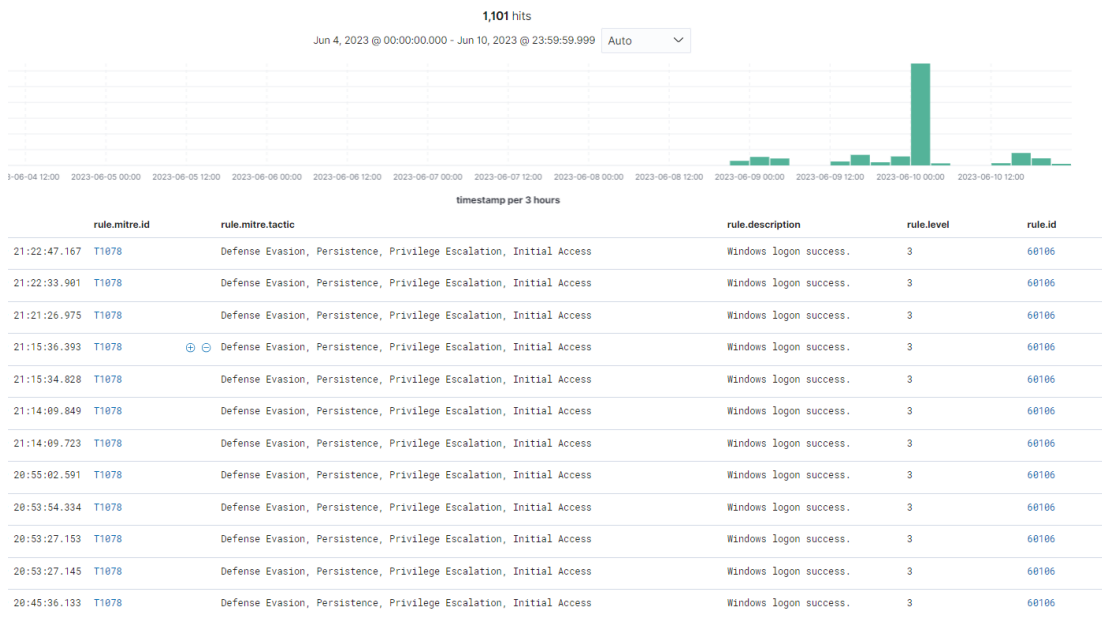 1,101 hits
Jun 4, 2023 @ 00:00:00.000 - Jun 10, 2023 @ 23:59:59.999 Auto
3-06-04 12:00 2023-06-05 00:00 2023-06-05 12:00 2023-06-06 00:00 2023-06-06 12:00 2023-06-07 00:00 2023-06-07 12:00 2023-06-08 00:00 2023-06-08 12:00 2023-06-09 00:00 2023-06-09 12:00 2023-06-10 00:00 2023-06-10 12:00
timestamp per 3 hours
rule.mitre.id rule.mitre.tactic rule.description rule.level rule.id
21:22:47.167 T1078 Defense Evasion, Persistence, Privilege Escalation, Initial Access Windows logon success. 3 60106
21:22:33.901 T1078 Defense Evasion, Persistence, Privilege Escalation, Initial Access Windows logon success. 3 60106
21:21:26.975 T1078 Defense Evasion, Persistence, Privilege Escalation, Initial Access Windows logon success. 3 60106
21:15:36.393 T1078 Defense Evasion, Persistence, Privilege Escalation, Initial Access Windows logon success. 3 60106
21:15:34.828 T1078 Defense Evasion, Persistence, Privilege Escalation, Initial Access Windows logon success. 3 60106
21:14:09.849 T1078 Defense Evasion, Persistence, Privilege Escalation, Initial Access Windows logon success. 3 60106
21:14:09.723 T1078 Defense Evasion, Persistence, Privilege Escalation, Initial Access Windows logon success. 3 60106
20:55:02.591 T1078 Defense Evasion, Persistence, Privilege Escalation, Initial Access Windows logon success. 3 60106
20:53:54.334 T1078 Defense Evasion, Persistence, Privilege Escalation, Initial Access Windows logon success. 3 60106
20:53:27.153 T1078 Defense Evasion, Persistence, Privilege Escalation, Initial Access Windows logon success. 3 60106
20:53:27.145 T1078 Defense Evasion, Persistence, Privilege Escalation, Initial Access Windows logon success. 3 60106
20:45:36.133 T1078 Defense Evasion, Persistence, Privilege Escalation, Initial Access Windows logon success. 3 60106